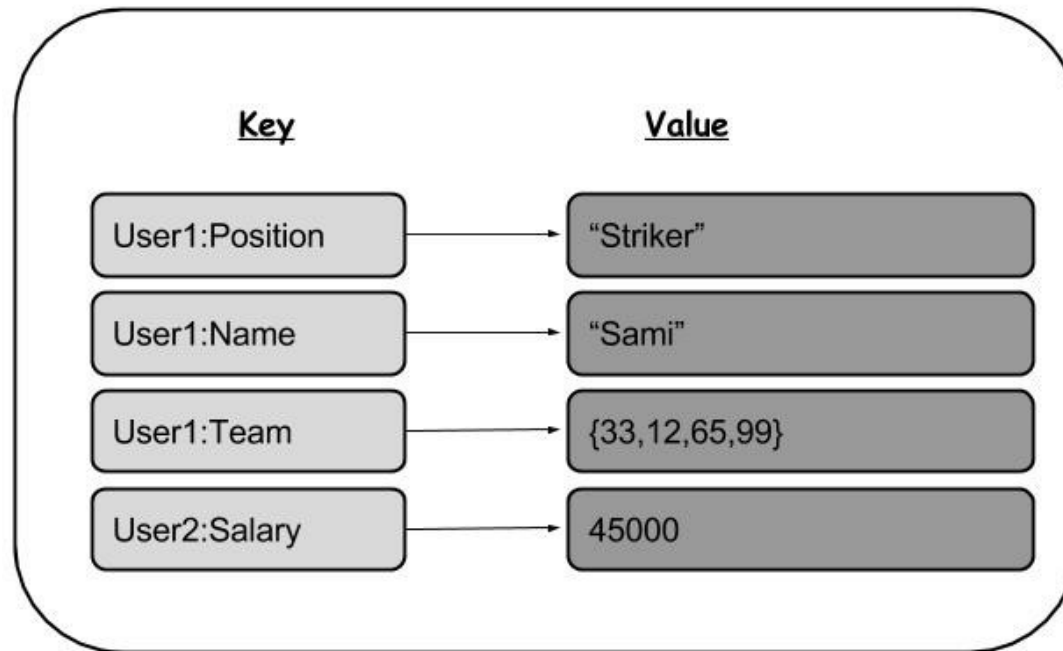 Key Value
User1:Position “Striker”
User1:Name “Sami”
User1:Team {33,12,65,99}
User2:Salary 45000